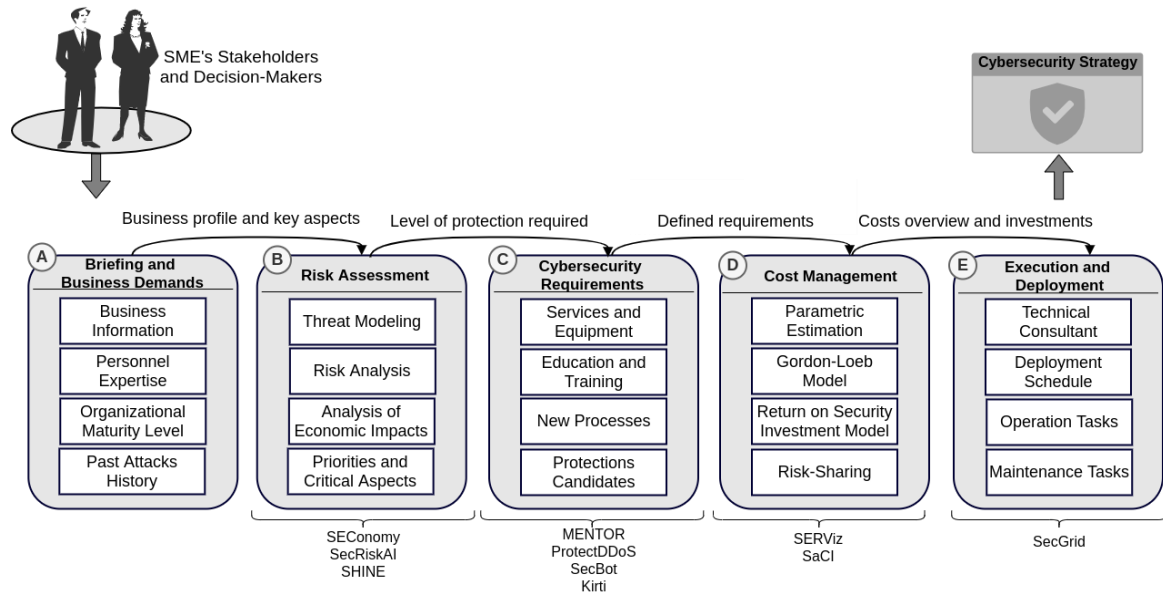 SME's Stakeholders
and Decision-Makers
Cybersecurity Strategy
Business profile and key aspects
Level of protection required
Defined requirements
Costs overview and investments
A
Briefing and
Business Demands
Business
Information
Personnel
Expertise
Organizational
Maturity Level
Past Attacks
History
B
Risk Assessment
Threat Modeling
Risk Analysis
Analysis of
Economic Impacts
Priorities and
Critical Aspects
SEConomy
SecRiskAI
SHINE
C
Cybersecurity
Requirements
Services and
Equipment
Education and
Training
New Processes
Protections
Candidates
MENTOR
ProtectDDoS
SecBot
Kirti
D
Cost Management
Parametric
Estimation
Gordon-Loeb
Model
Return on Security
Investment Model
Risk-Sharing
SERViz
SaCI
E
Execution and
Deployment
Technical
Consultant
Deployment
Schedule
Operation Tasks
Maintenance Tasks
SecGrid